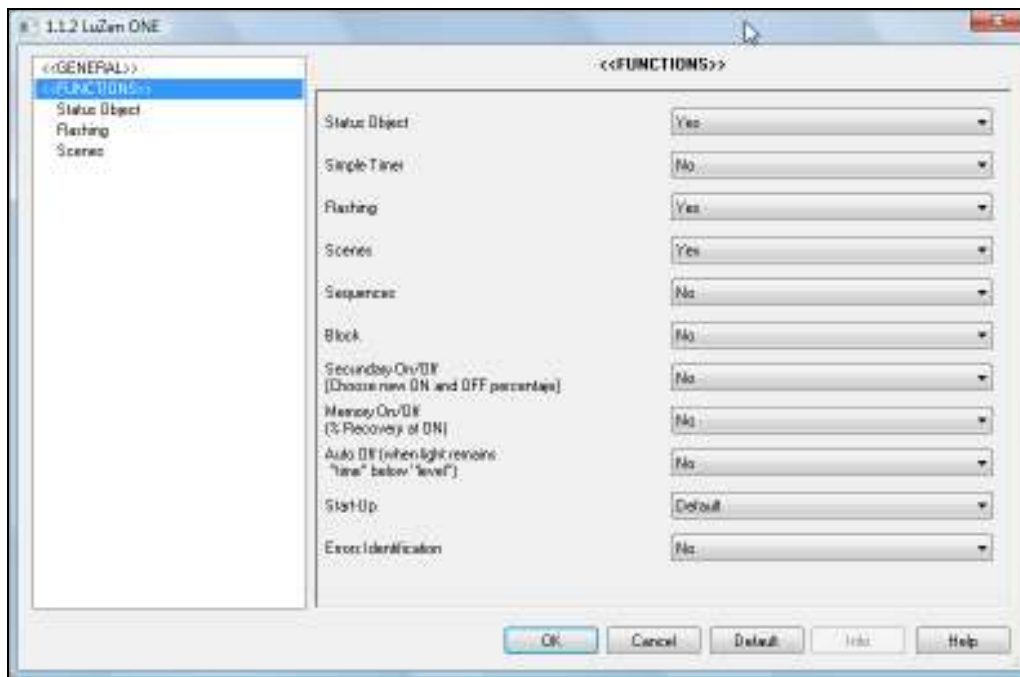 1.1.2 LuZem ONE
<<GENERAL>>
<<FUNCTIONS>>
Status Object
Flashing
Scenes
<<FUNCTIONS>>
Status Object
Yes
Simple Timer
No
Flashing
Yes
Scenes
Yes
Sequences
No
Block
No
Secundary On/Off
(Choose new ON and OFF percentaje)
No
Memory On/Off
(% Recovery at ON)
No
Auto Off (when light remains
"time" below "level")
No
Start-Up
Default
Errors Identification
No
OK
Cancel
Default
Info
Help